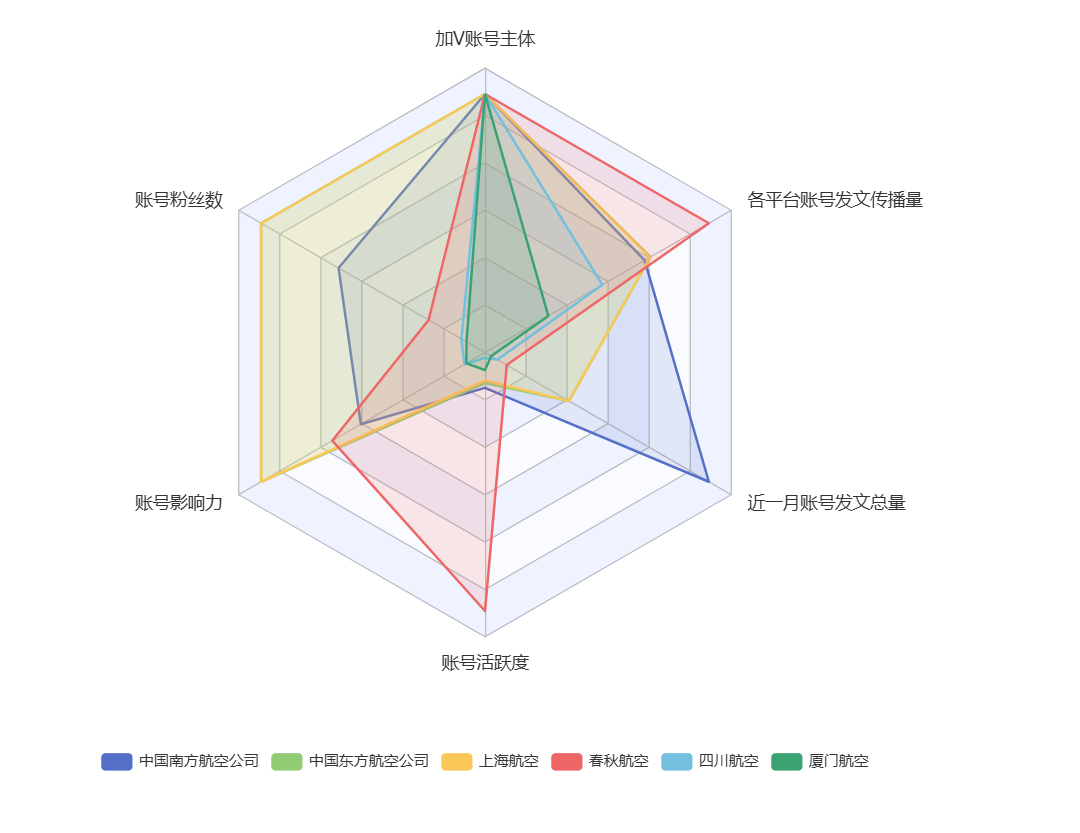 加V账号主体
账号粉丝数
各平台账号发文传播量
账号影响力
近一月账号发文总量
账号活跃度
中国南方航空公司
中国东方航空公司
上海航空
春秋航空
四川航空
厦门航空